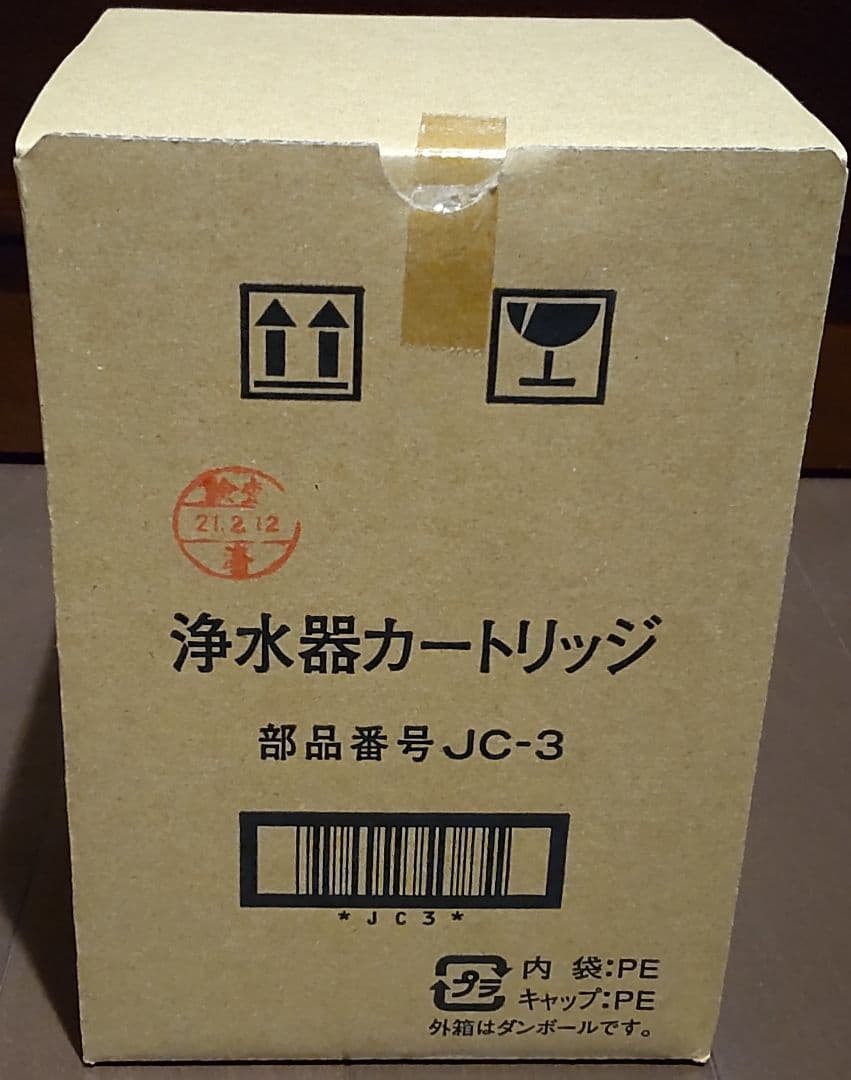 21.2.12
浄水器カートリッジ
部品番号JC-3
*JC3*
プラ 内 袋:PE
キャップ:PE
外箱はダンボールです。